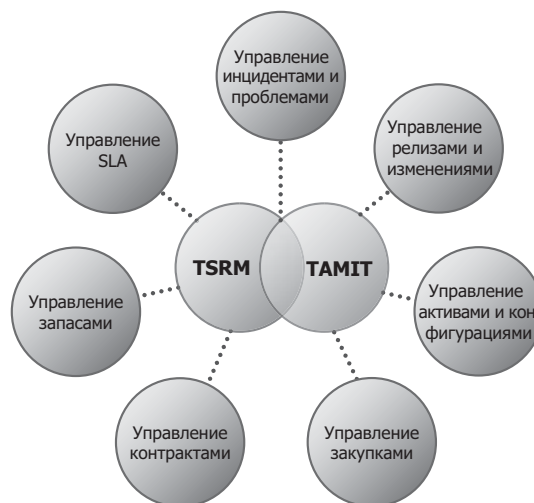 Управление
инцидентами и
проблемами
Управление
SLA
Управление
релизами и
изменениями
TSRM
TAMIT
Управление
запасами
Управление
активами и кон
фигурациями
Управление
контрактами
Управление
закупками